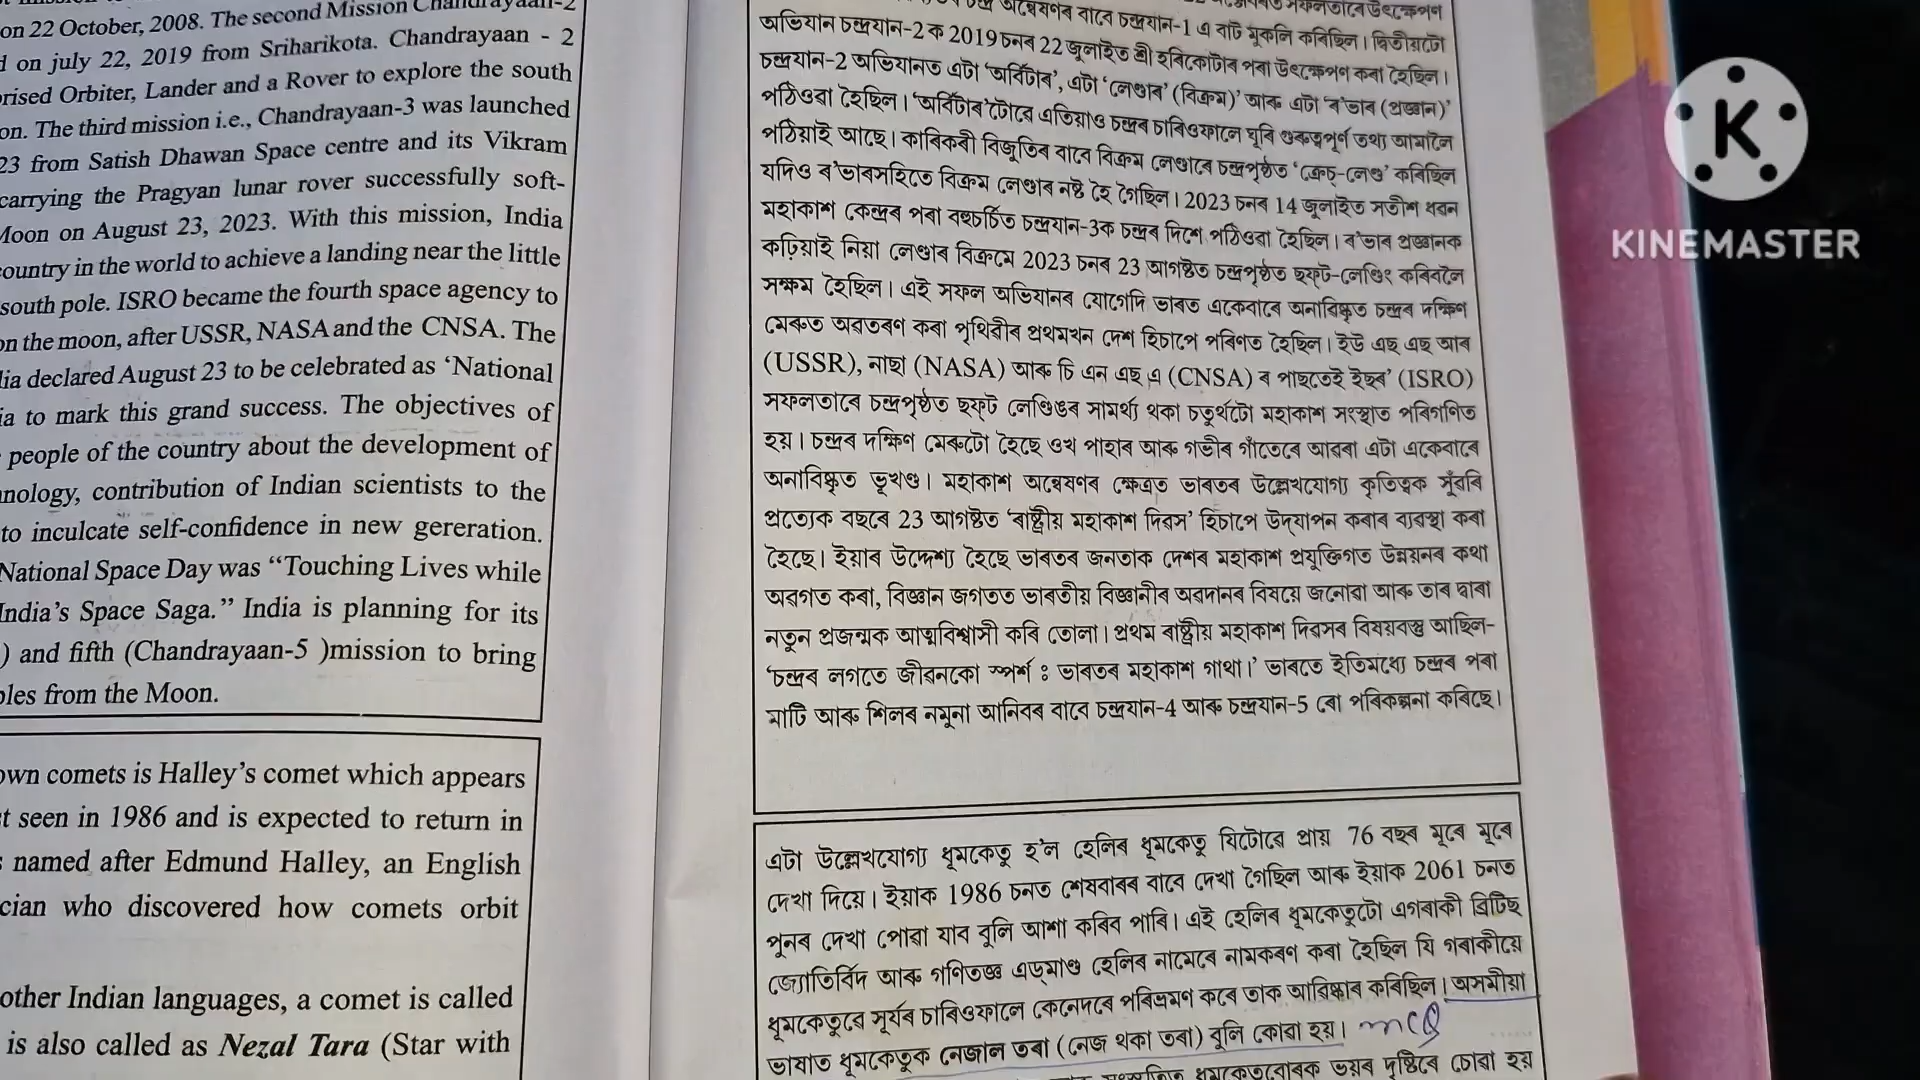 on 22 October, 2008. The second Mission Chandrayaan-2
on july 22, 2019 from Sriharikota. Chandrayaan - 2
rised Orbiter, Lander and a Rover to explore the south
on. The third mission i.e., Chandrayaan-3 was launched
23 from Satish Dhawan Space centre and its Vikram
carrying the Pragyan lunar rover successfully soft-
Moon on August 23, 2023. With this mission, India
ountry in the world to achieve a landing near the little
south pole. ISRO became the fourth space agency to
on the moon, after USSR, NASA and the CNSA. The
dia declared August 23 to be celebrated as ‘National
ia to mark this grand success. The objectives of
people of the country about the development of
nology, contribution of Indian scientists to the
to inculcate self-confidence in new gereration.
National Space Day was “Touching Lives while
India’s Space Saga.” India is planning for its
) and fifth (Chandrayaan-5 )mission to bring
ples from the Moon.
own comets is Halley’s comet which appears
t seen in 1986 and is expected to return in
named after Edmund Halley, an English
cian who discovered how comets orbit
other Indian languages, a comet is called
is also called as Nezal Tara (Star with
অন্বেষণৰ বাবে চন্দ্ৰযান-1 এ বাট মুকলি কৰিছিল। দ্বিতীয়টো
অভিযান চন্দ্ৰযান-2 ক 2019 চনৰ 22 জুলাইত শ্ৰী হৰিকোটাৰ পৰা উৎক্ষেপণ কৰা হৈছিল।
চন্দ্ৰযান-2 অভিযানত এটা ‘অৰ্বিটাৰ’, এটা ‘লেণ্ডাৰ’ (বিক্ৰম)’ আৰু এটা ‘ৰ’ভাৰ (প্ৰজ্ঞান)’
পঠিওৱা হৈছিল। ‘অৰ্বিটাৰ’টোৱে এতিয়াও চন্দ্ৰৰ চাৰিওফালে ঘূৰি গুৰুত্বপূৰ্ণ তথ্য আমালৈ
পঠিয়াই আছে। কাৰিকৰী বিজুতিৰ বাবে বিক্ৰম লেণ্ডাৰে চন্দ্ৰপৃষ্ঠত ‘ক্ৰেচ্-লেণ্ড’ কৰিছিল
যদিও ৰ’ভাৰসহিতে বিক্ৰম লেণ্ডাৰ নষ্ট হৈ গৈছিল। 2023 চনৰ 14 জুলাইত সতীশ ধৱন
মহাকাশ কেন্দ্ৰৰ পৰা বহুচৰ্চিত চন্দ্ৰযান-3ক চন্দ্ৰৰ দিশে পঠিওৱা হৈছিল। ৰ’ভাৰ প্ৰজ্ঞানক
কঢ়িয়াই নিয়া লেণ্ডাৰ বিক্ৰমে 2023 চনৰ 23 আগষ্টত চন্দ্ৰপৃষ্ঠত ছফ্ট-লেণ্ডিং কৰিবলৈ
সক্ষম হৈছিল। এই সফল অভিযানৰ যোগেদি ভাৰত একেবাৰে অনাবিষ্কৃত চন্দ্ৰৰ দক্ষিণ
মেৰুত অৱতৰণ কৰা পৃথিৱীৰ প্ৰথমখন দেশ হিচাপে পৰিণত হৈছিল। ইউ এছ এছ আৰ
(USSR), নাছা (NASA) আৰু চি এন এছ এ (CNSA) ৰ পাছতেই ইছৰ’ (ISRO)
সফলতাৰে চন্দ্ৰপৃষ্ঠত ছফ্ট লেণ্ডিঙৰ সামৰ্থ্য থকা চতুৰ্থটো মহাকাশ সংস্থাত পৰিগণিত
হয়। চন্দ্ৰৰ দক্ষিণ মেৰুটো হৈছে ওখ পাহাৰ আৰু গভীৰ গাঁতেৰে আৱৰা এটা একেবাৰে
অনাবিষ্কৃত ভূখণ্ড। মহাকাশ অন্বেষণৰ ক্ষেত্ৰত ভাৰতৰ উল্লেখযোগ্য কৃতিত্বক সুঁৱৰি
প্ৰত্যেক বছৰে 23 আগষ্টত ‘ৰাষ্ট্ৰীয় মহাকাশ দিৱস’ হিচাপে উদ্‌যাপন কৰাৰ ব্যৱস্থা কৰা
হৈছে। ইয়াৰ উদ্দেশ্য হৈছে ভাৰতৰ জনতাক দেশৰ মহাকাশ প্ৰযুক্তিগত উন্নয়নৰ কথা
অৱগত কৰা, বিজ্ঞান জগতত ভাৰতীয় বিজ্ঞানীৰ অৱদানৰ বিষয়ে জনোৱা আৰু তাৰ দ্বাৰা
নতুন প্ৰজন্মক আত্মবিশ্বাসী কৰি তোলা। প্ৰথম ৰাষ্ট্ৰীয় মহাকাশ দিৱসৰ বিষয়বস্তু আছিল-
‘চন্দ্ৰৰ লগতে জীৱনকো স্পৰ্শ ঃ ভাৰতৰ মহাকাশ গাথা।’ ভাৰতে ইতিমধ্যে চন্দ্ৰৰ পৰা
মাটি আৰু শিলৰ নমুনা আনিবৰ বাবে চন্দ্ৰযান-4 আৰু চন্দ্ৰযান-5 ৰো পৰিকল্পনা কৰিছে।
এটা উল্লেখযোগ্য ধূমকেতু হ’ল হেলিৰ ধূমকেতু যিটোৱে প্ৰায় 76 বছৰ মূৰে মূৰে
দেখা দিয়ে। ইয়াক 1986 চনত শেষবাৰৰ বাবে দেখা গৈছিল আৰু ইয়াক 2061 চনত
পুনৰ দেখা পোৱা যাব বুলি আশা কৰিব পাৰি। এই হেলিৰ ধূমকেতুটো এগৰাকী ব্ৰিটিছ
জ্যোতিৰ্বিদ আৰু গণিতজ্ঞ এড্‌মাণ্ড হেলিৰ নামেৰে নামকৰণ কৰা হৈছিল যি গৰাকীয়ে
ধূমকেতুৱে সূৰ্যৰ চাৰিওফালে কেনেদৰে পৰিভ্ৰমণ কৰে তাক আৱিষ্কাৰ কৰিছিল। অসমীয়া
ভাষাত ধূমকেতুক নেজাল তৰা (নেজ থকা তৰা) বুলি কোৱা হয়। mcQ
ধূমকেতুবোৰক ভয়ৰ দৃষ্টিৰে চোৱা হয়
KINEMASTER